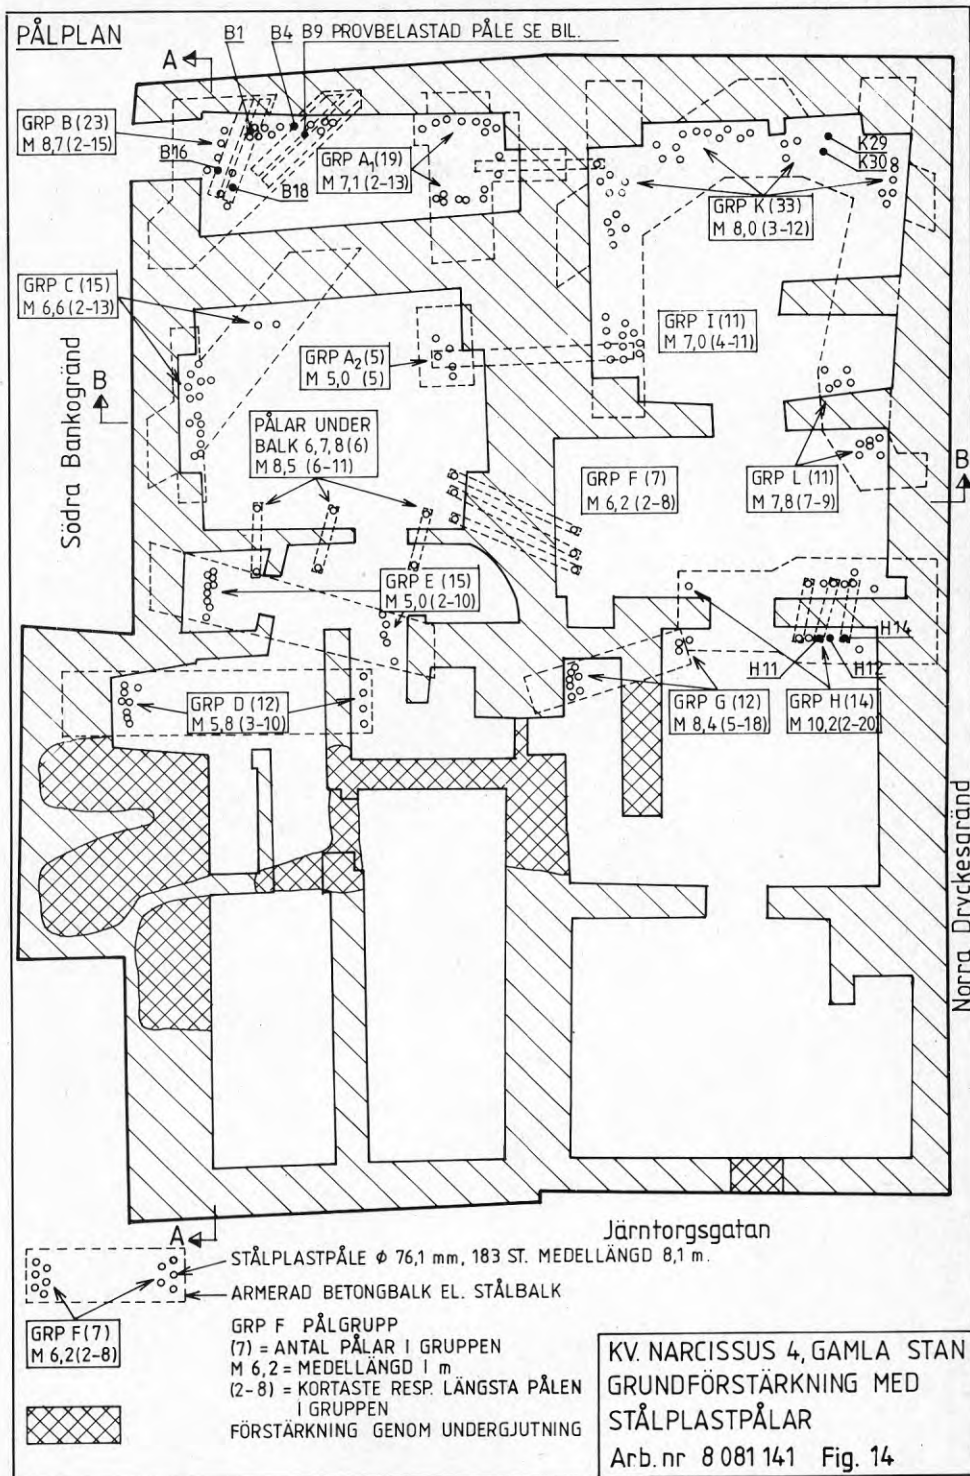 PÅLPLAN
B1
B4
B9 PROVBELASTAD PÅLE SE BIL.
A
GRP B (23)
M 8,7 (2-15)
B16
B18
GRP A1 (19)
M 7,1 (2-13)
K29
K30
GRP K (33)
M 8,0 (3-12)
GRP C (15)
M 6,6 (2-13)
GRP A2 (5)
M 5,0 (5)
GRP I (11)
M 7,0 (4-11)
B
Södra Bankogränd
PÅLAR UNDER
BALK 6,7,8 (6)
M 8,5 (6-11)
GRP F (7)
M 6,2 (2-8)
GRP L (11)
M 7,8 (7-9)
B
GRP E (15)
M 5,0 (2-10)
GRP D (12)
M 5,8 (3-10)
H11
H14
H12
GRP G (12)
M 8,4 (5-18)
GRP H (14)
M 10,2 (2-20)
Norra Dryckesgränd
Järntorgsgatan
A
STÅLPLASTPÅLE ⌀ 76,1 mm, 183 ST. MEDELLÄNGD 8,1 m.
ARMERAD BETONGBALK EL. STÅLBALK
GRP F (7)
M 6,2 (2-8)
GRP F PÅLGRUPP
(7) = ANTAL PÅLAR I GRUPPEN
M 6,2 = MEDELLÄNGD I m
(2-8) = KORTASTE RESP. LÄNGSTA PÅLEN
I GRUPPEN
FÖRSTÄRKNING GENOM UNDERGJUTNING
KV. NARCISSUS 4, GAMLA STAN
GRUNDFÖRSTÄRKNING MED
STÅLPLASTPÅLAR
Arb.nr 8 081 141 Fig. 14